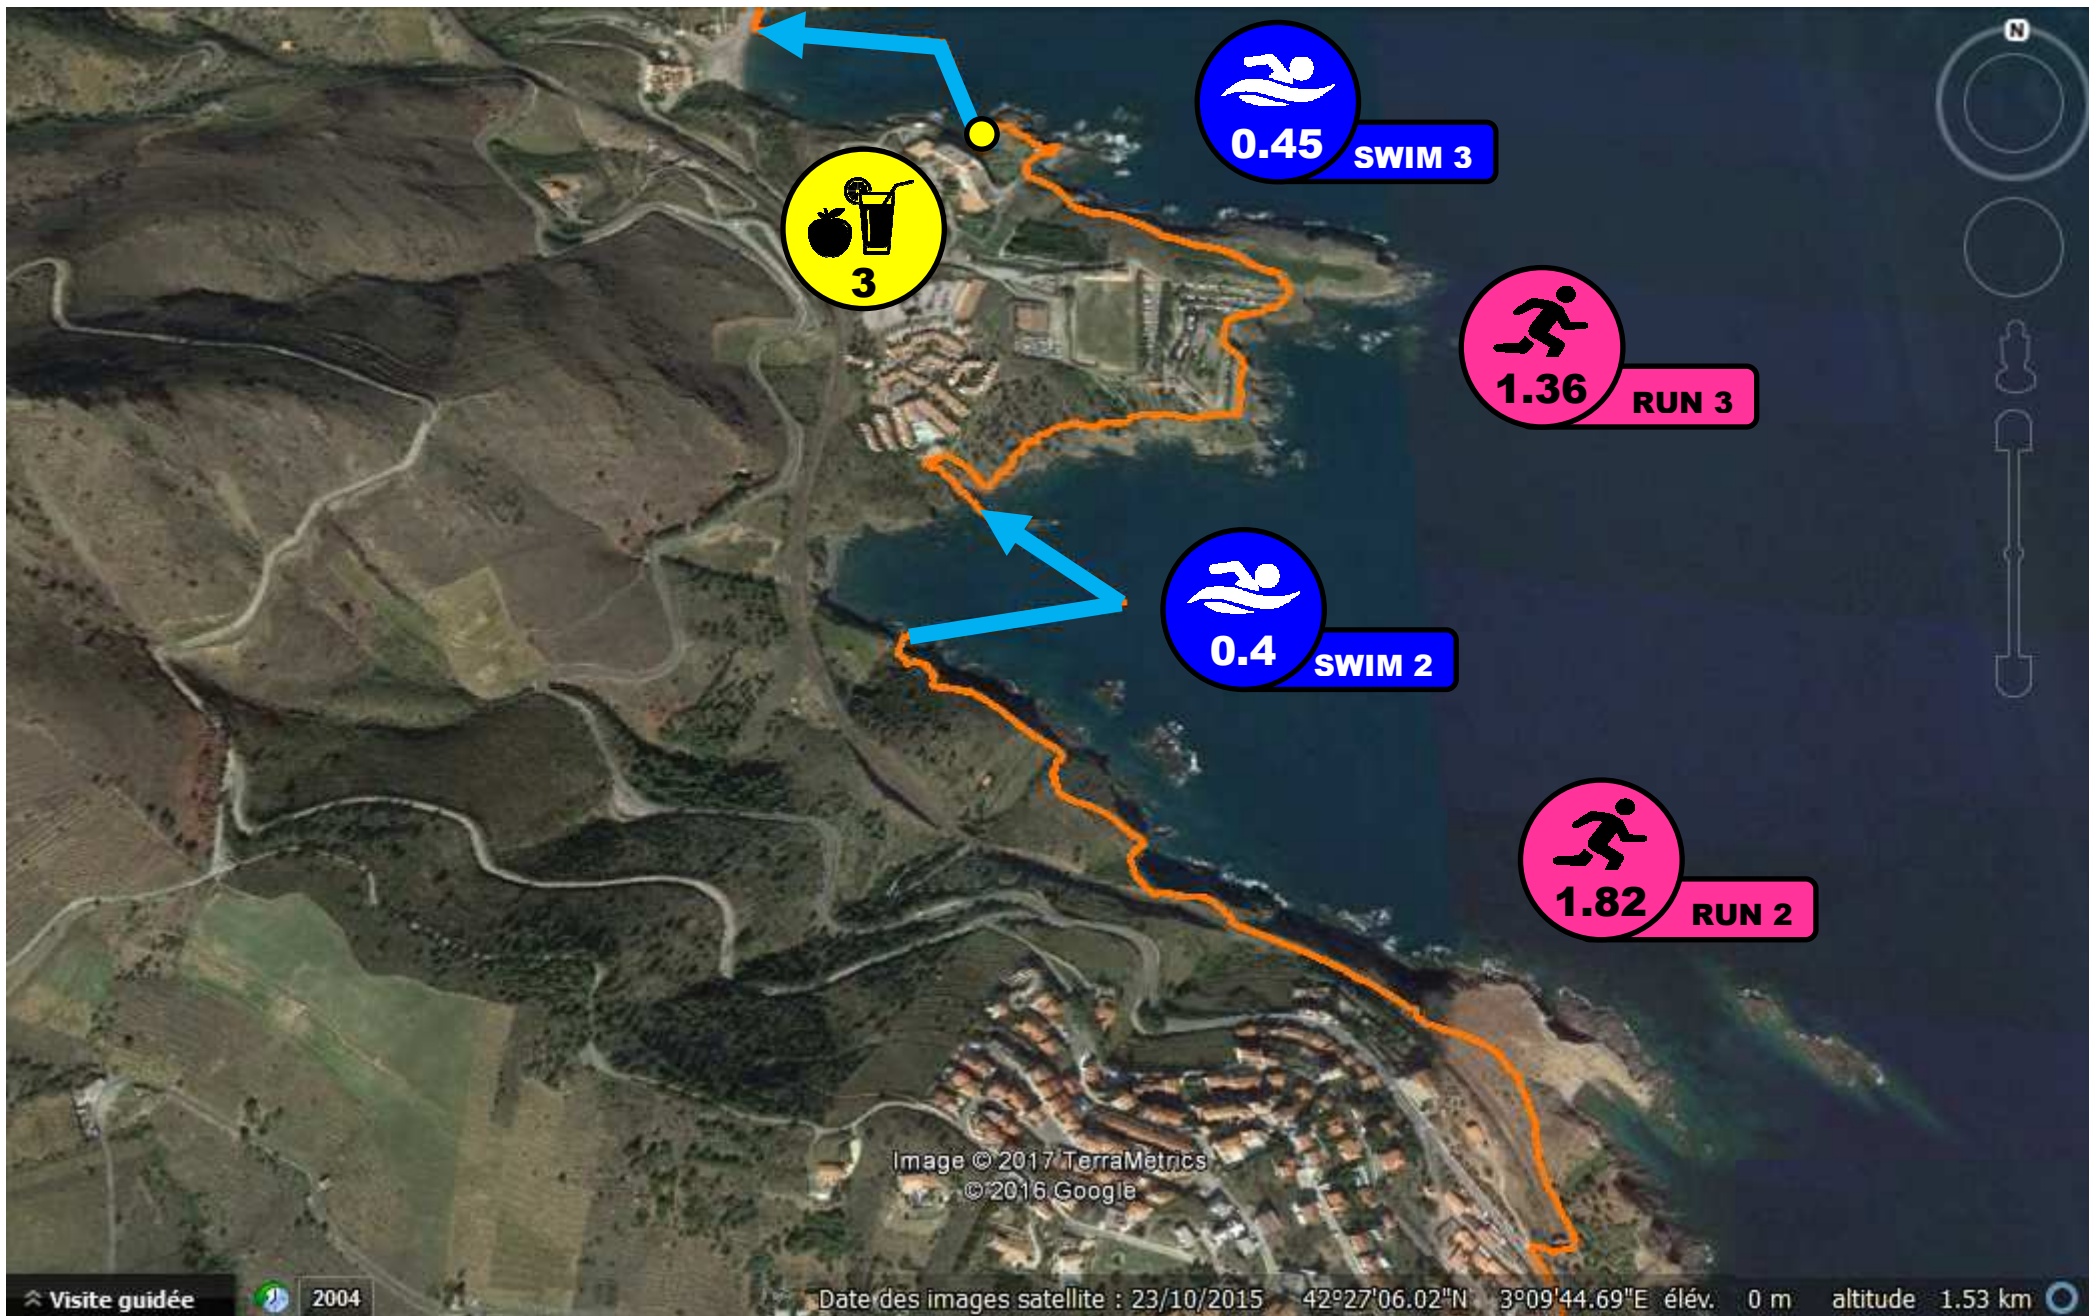 N
0.45
SWIM 3
3
1.36
RUN 3
0.4
SWIM 2
1.82
RUN 2
Image © 2017 TerraMetrics
© 2016 Google
Visite guidée
2004
Date des images satellite : 23/10/2015 42°27'06.02"N 3°09'44.69"E élév. 0 m altitude 1.53 km